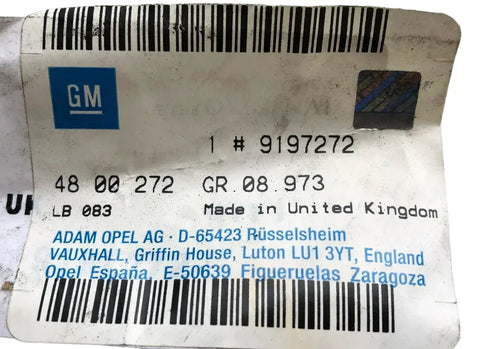 GM
1 # 9197272
48 00 272 GR.08.973
LB 083 Made in United Kingdom
ADAM OPEL AG · D-65423 Rüsselsheim
VAUXHALL, Griffin House, Luton LU1 3YT, England
Opel España, E-50639 Figueruelas Zaragoza